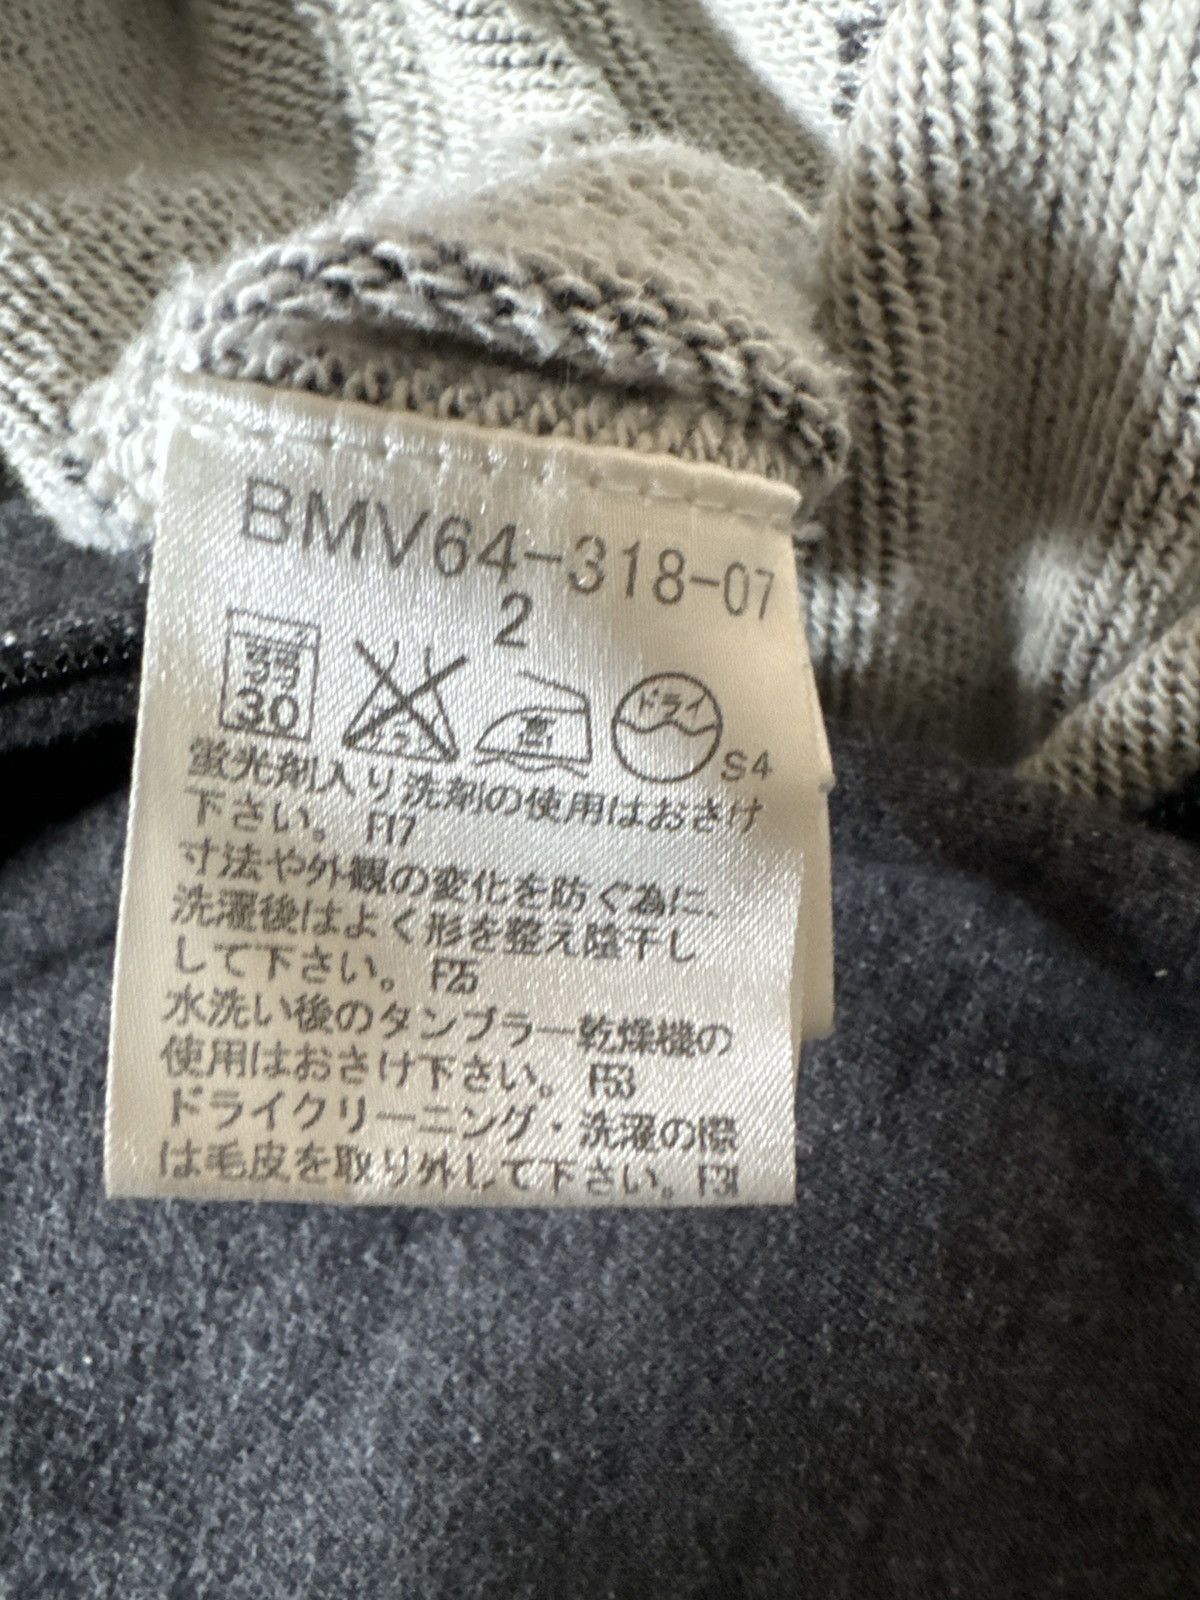 BMV64-318-07
2
弱
30
高
ドライ
S4
蛍光剤入り洗剤の使用はおさけ
下さい。 F17
寸法や外観の変化を防ぐ為に、
洗濯後はよく形を整え陰干し
して下さい。 F25
水洗い後のタンブラー乾燥機の
使用はおさけ下さい。 F53
ドライクリーニング・洗濯の際
は毛皮を取り外して下さい。F31